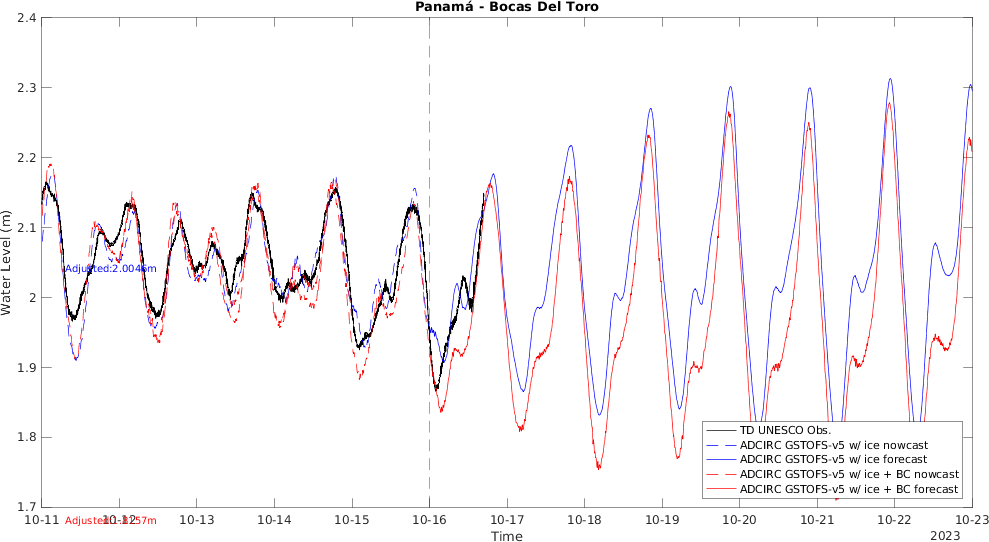 Panamá - Bocas Del Toro
2.4
2.3
2.2
2.1
2
1.9
1.8
1.7
Water Level (m)
Adjusted:2.0046m
TD UNESCO Obs.
ADCIRC GSTOFS-v5 w/ ice nowcast
ADCIRC GSTOFS-v5 w/ ice forecast
ADCIRC GSTOFS-v5 w/ ice + BC nowcast
ADCIRC GSTOFS-v5 w/ ice + BC forecast
10-11 10-12 10-13 10-14 10-15 10-16 10-17 10-18 10-19 10-20 10-21 10-22 10-23
Time
2023